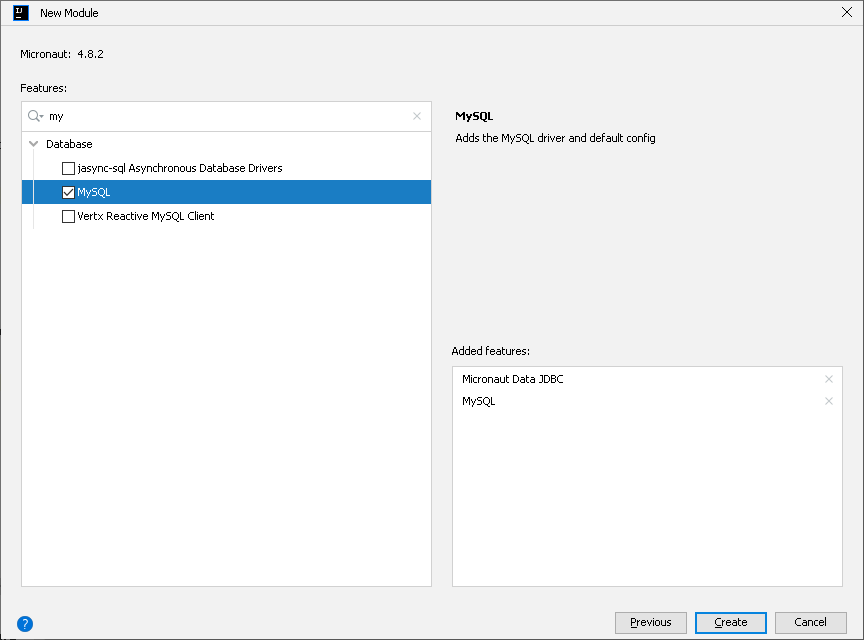 New Module
Micronaut: 4.8.2
Features:
my
Database
jasync-sql Asynchronous Database Drivers
MySQL
Vertx Reactive MySQL Client
MySQL
Adds the MySQL driver and default config
Added features:
Micronaut Data JDBC
MySQL
?
Previous
Create
Cancel